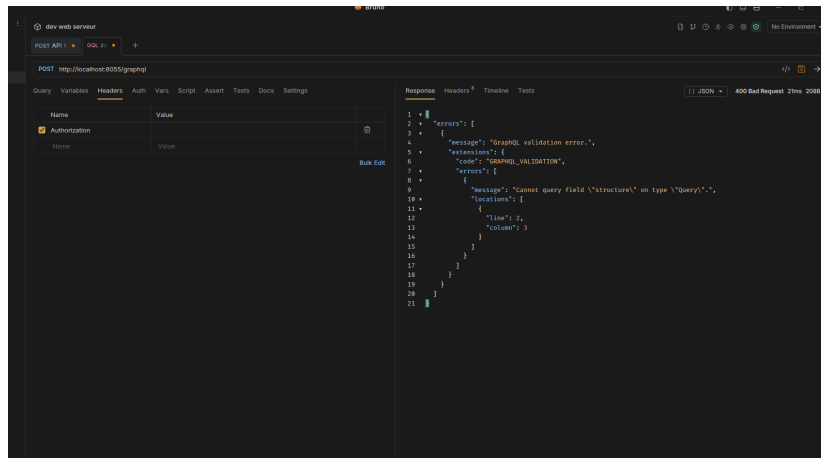 Bruno
dev web serveur
No Environment
POST API
GQL
+
POST http://localhost:8055/graphql
Query Variables Headers Auth Vars Script Assert Tests Docs Settings
Name Value
Authorization
Name Value
Bulk Edit
Response Headers 8 Timeline Tests
JSON
400 Bad Request 21ms 208B
1 {
2 "errors": [
3 {
4 "message": "GraphQL validation error.",
5 "extensions": {
6 "code": "GRAPHQL_VALIDATION",
7 "errors": [
8 {
9 "message": "Cannot query field \"structure\" on type \"Query\".",
10 "locations": [
11 {
12 "line": 2,
13 "column": 3
14 }
15 ]
16 }
17 ]
18 }
19 }
20 ]
21 }